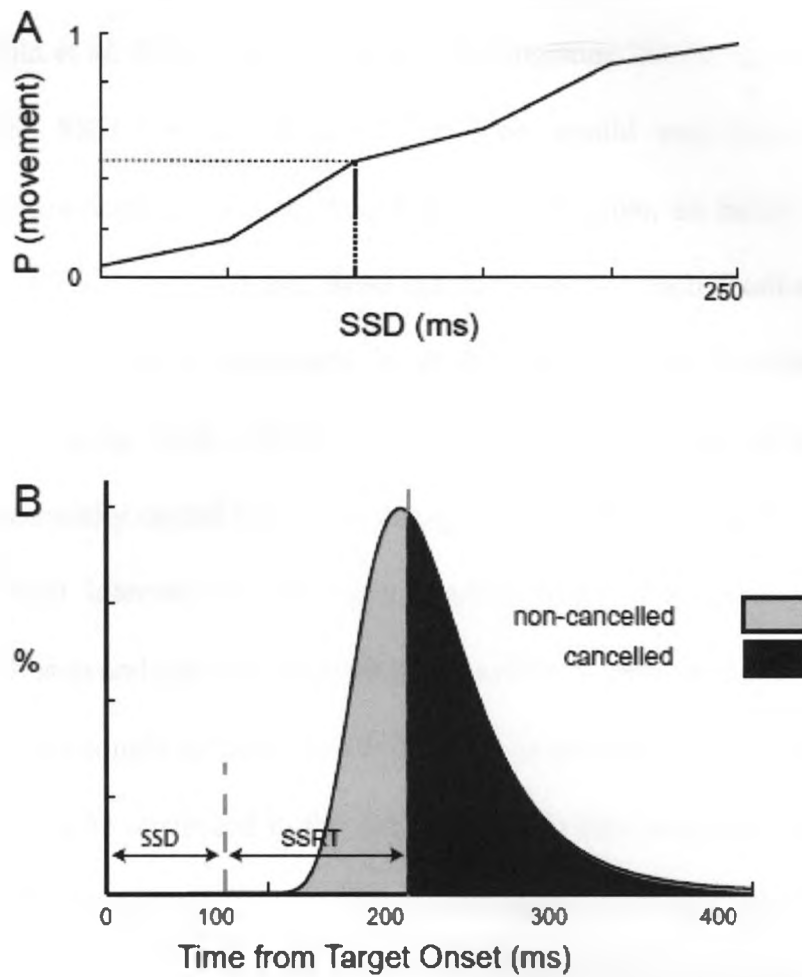 A
1
P (movement)
0
250
SSD (ms)
B
%
non-cancelled
cancelled
SSD
SSRT
0
100
200
300
400
Time from Target Onset (ms)